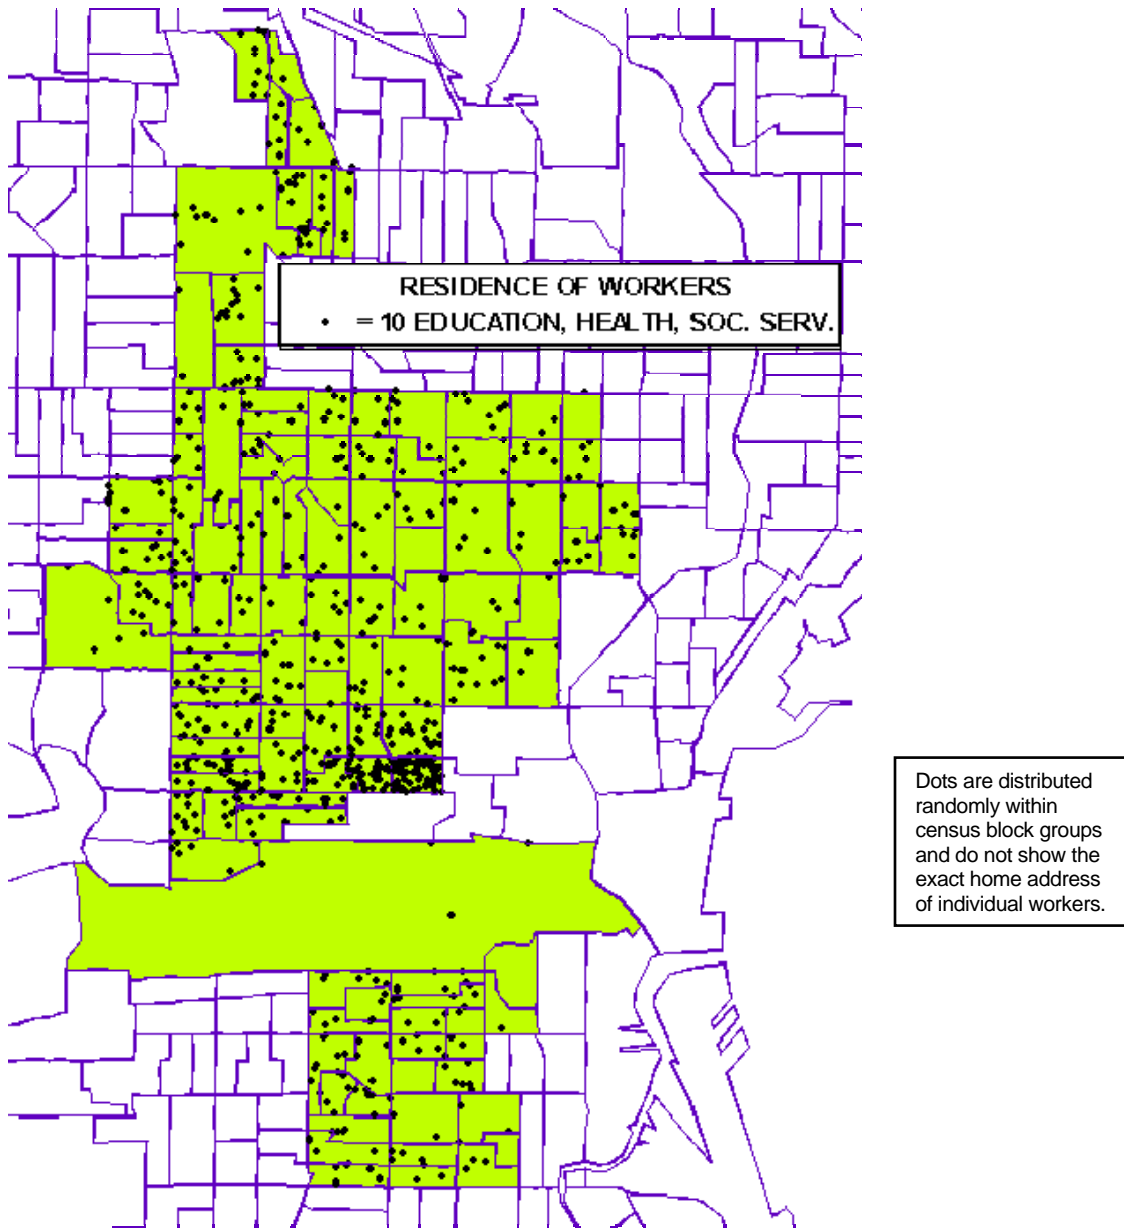 RESIDENCE OF WORKERS
• = 10 EDUCATION, HEALTH, SOC. SERV.
Dots are distributed
randomly within
census block groups
and do not show the
exact home address
of individual workers.